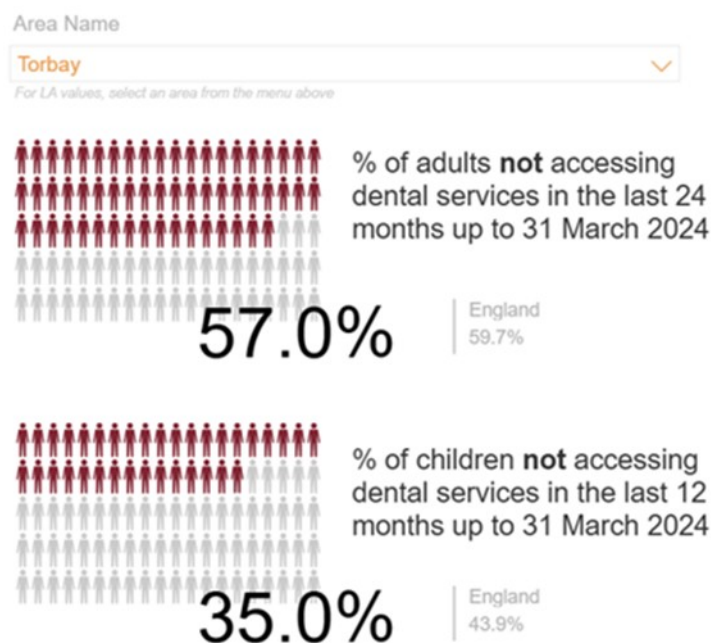 Area Name
Torbay
For LA values, select an area from the menu above
% of adults not accessing
dental services in the last 24
months up to 31 March 2024
57.0%
England
59.7%
% of children not accessing
dental services in the last 12
months up to 31 March 2024
35.0%
England
43.9%